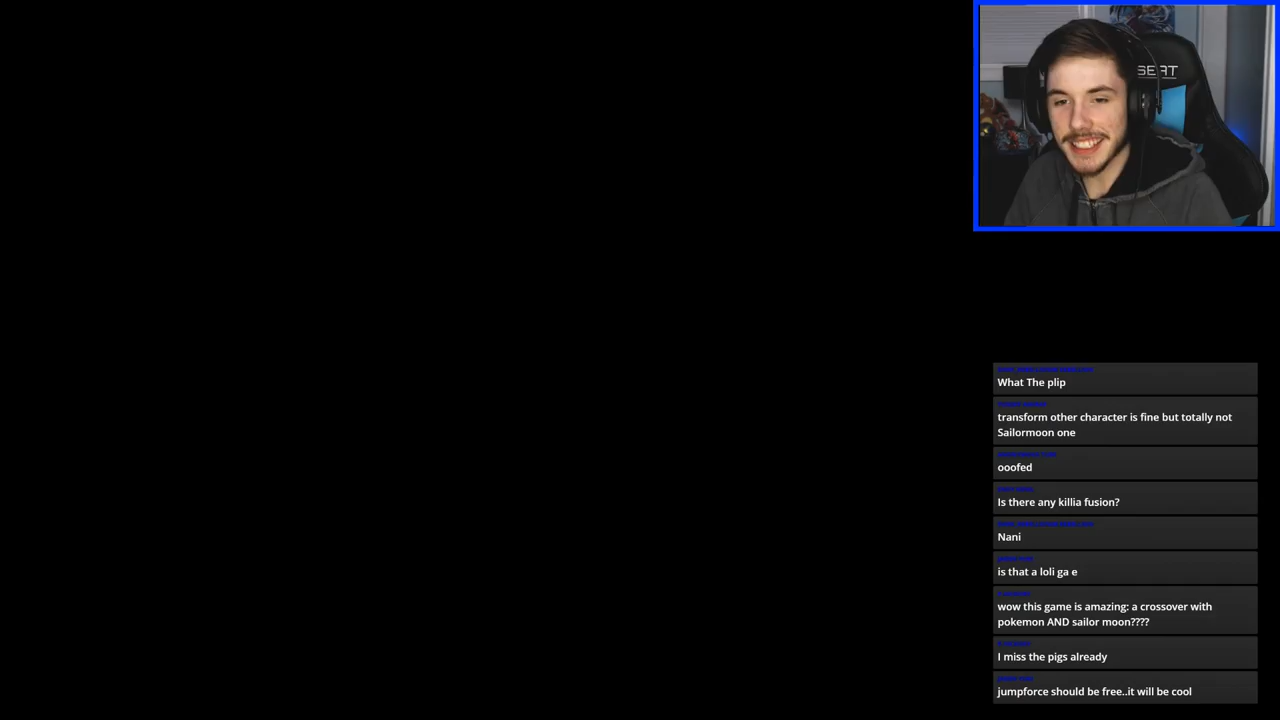 SEAT
What The plip
transform other character is fine but totally not
Sailormoon one
ooofed
Is there any killia fusion?
Nani
is that a loli ga e
wow this game is amazing: a crossover with
pokemon AND sailor moon????
I miss the pigs already
jumpforce should be free..it will be cool